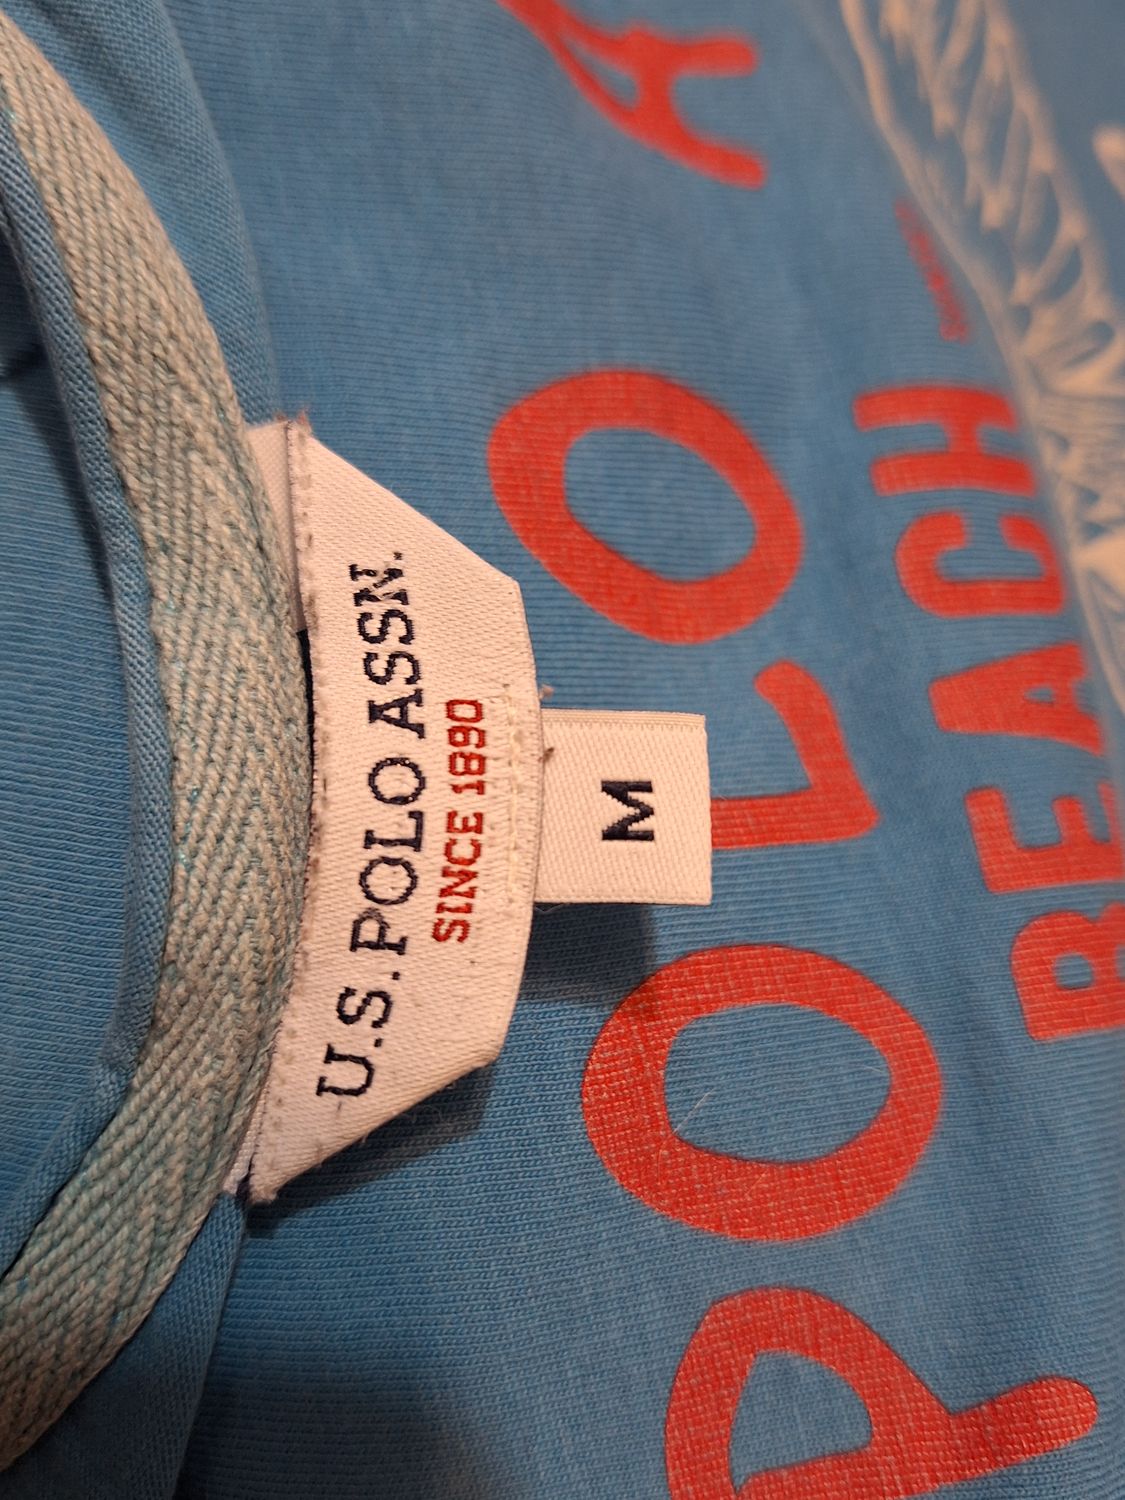 U.S. POLO ASSN.
SINCE 1890
M
POLO A
BEACH